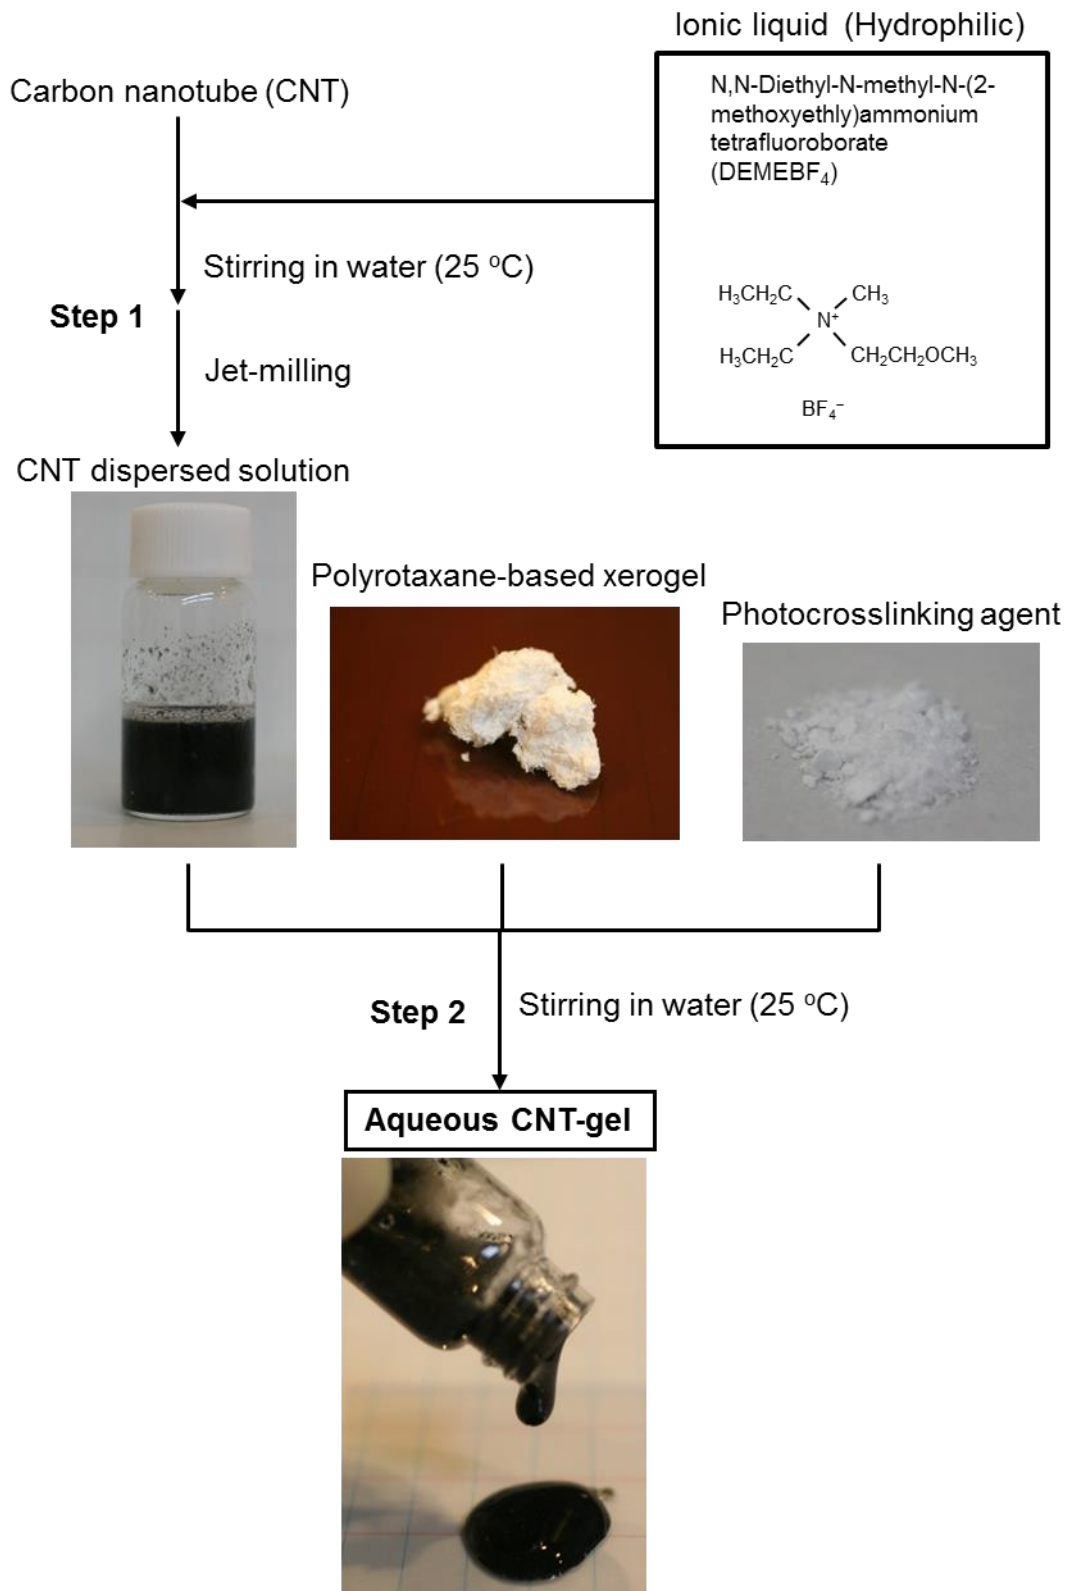 Ionic liquid (Hydrophilic)
Carbon nanotube (CNT)
N,N-Diethyl-N-methyl-N-(2-
methoxyethly)ammonium
tetrafluoroborate
(DEMEBF₄)
Stirring in water (25 °C)
Step 1
Jet-milling
H₃CH₂C
CH₃
N⁺
H₃CH₂C
CH₂CH₂OCH₃
BF₄⁻
CNT dispersed solution
Polyrotaxane-based xerogel
Photocrosslinking agent
Step 2
Stirring in water (25 °C)
Aqueous CNT-gel